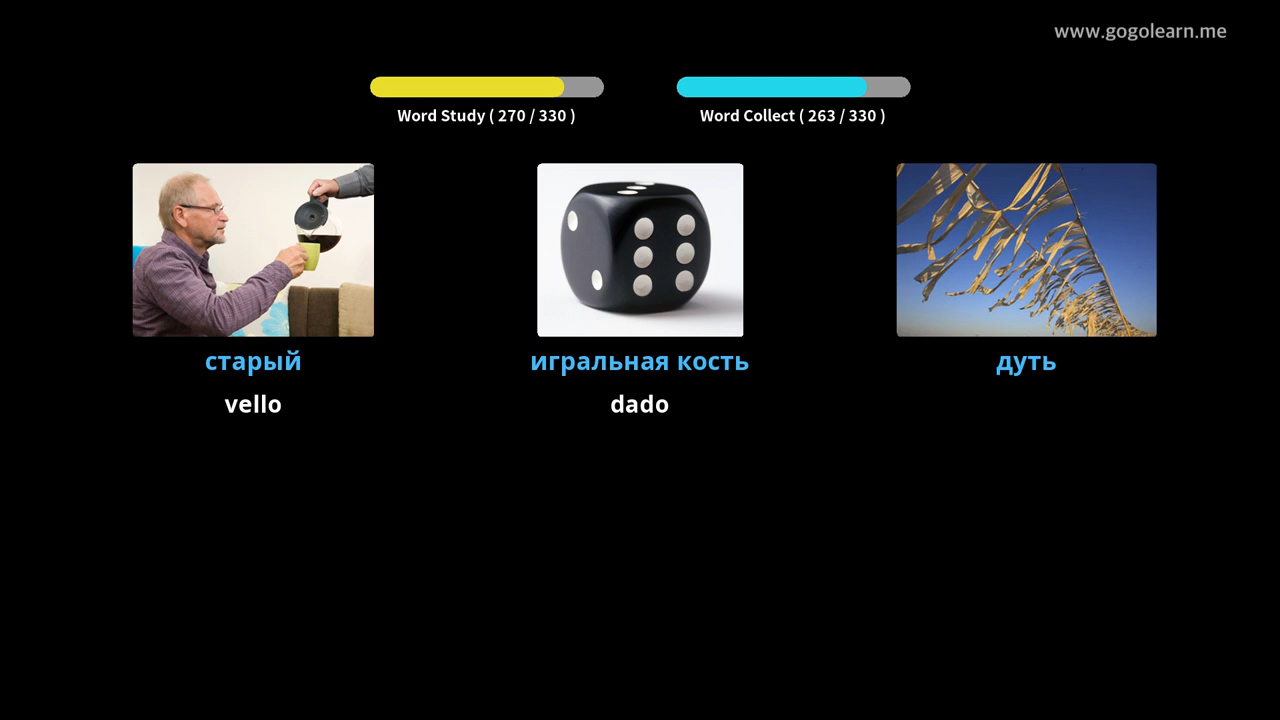 www.gogolearn.me
Word Study ( 270 / 330 )
Word Collect ( 263 / 330 )
старый
игральная кость
дуть
vello
dado